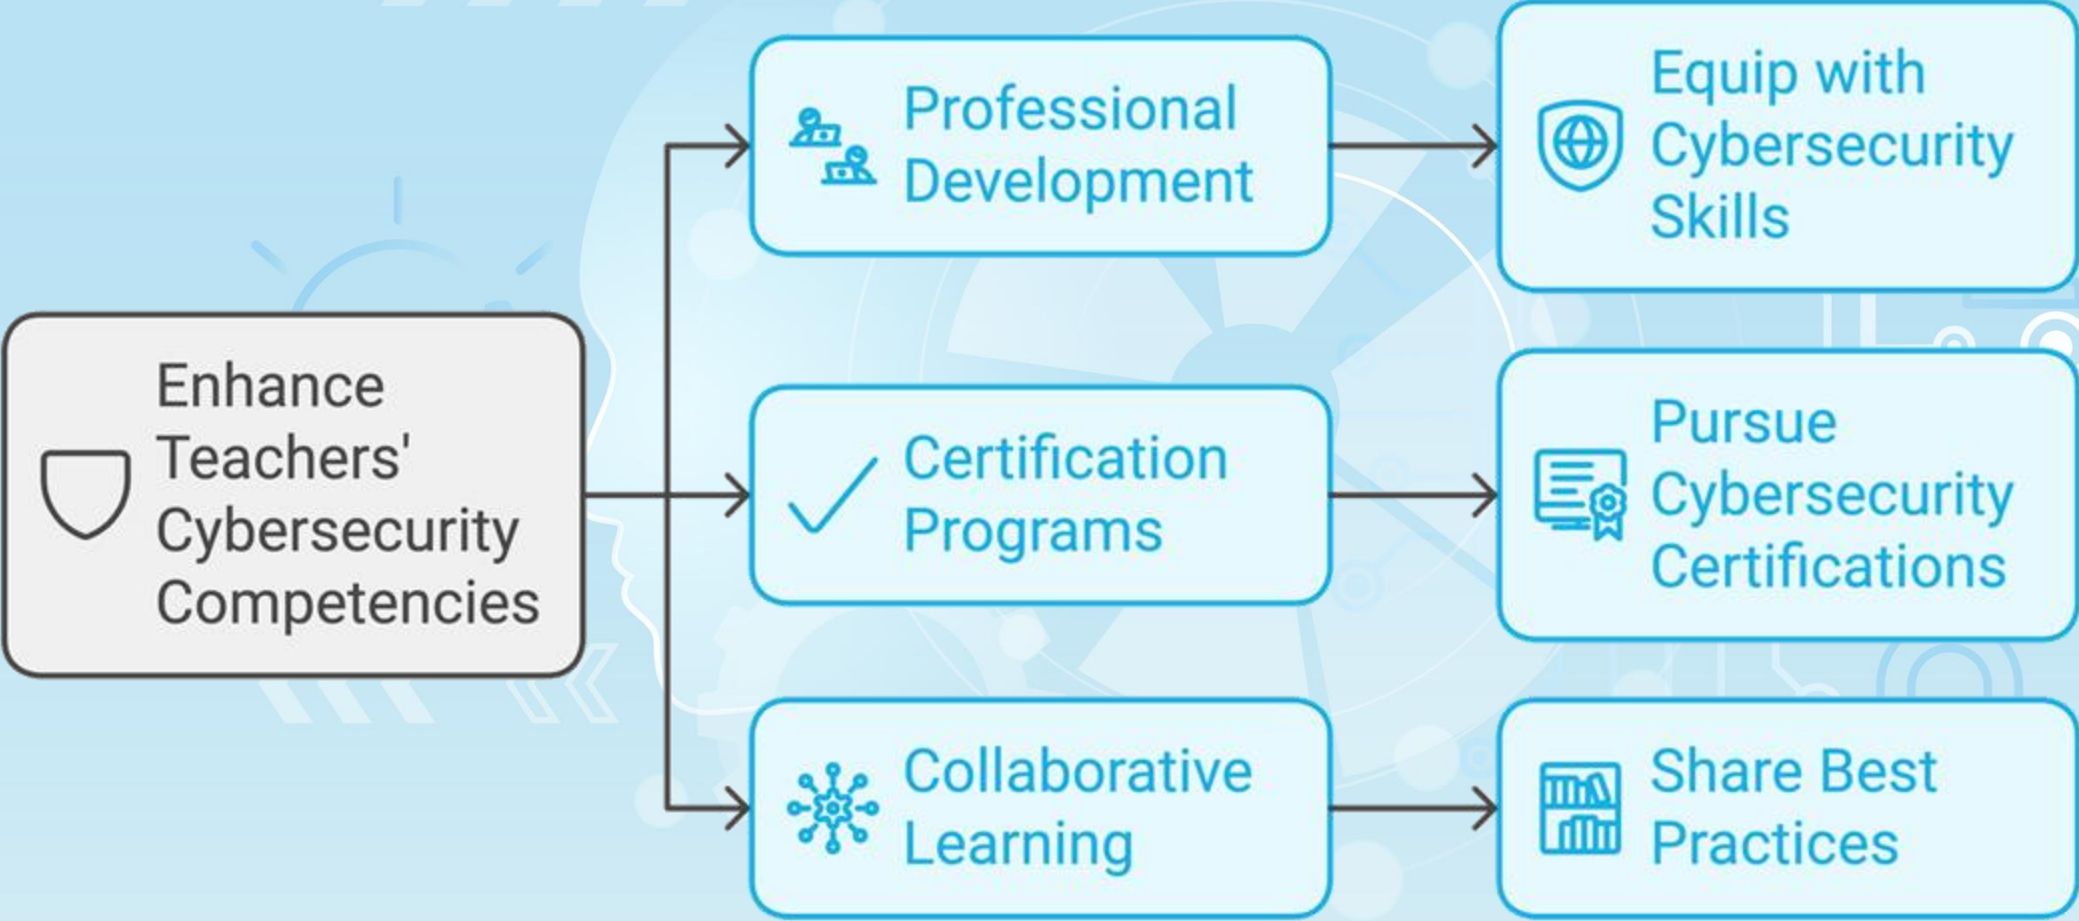 Enhance
Teachers'
Cybersecurity
Competencies
Professional
Development
Equip with
Cybersecurity
Skills
Certification
Programs
Pursue
Cybersecurity
Certifications
Collaborative
Learning
Share Best
Practices